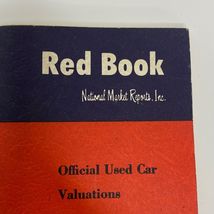 Red Book
National Market Reports, Inc.
Official Used Car
Valuations